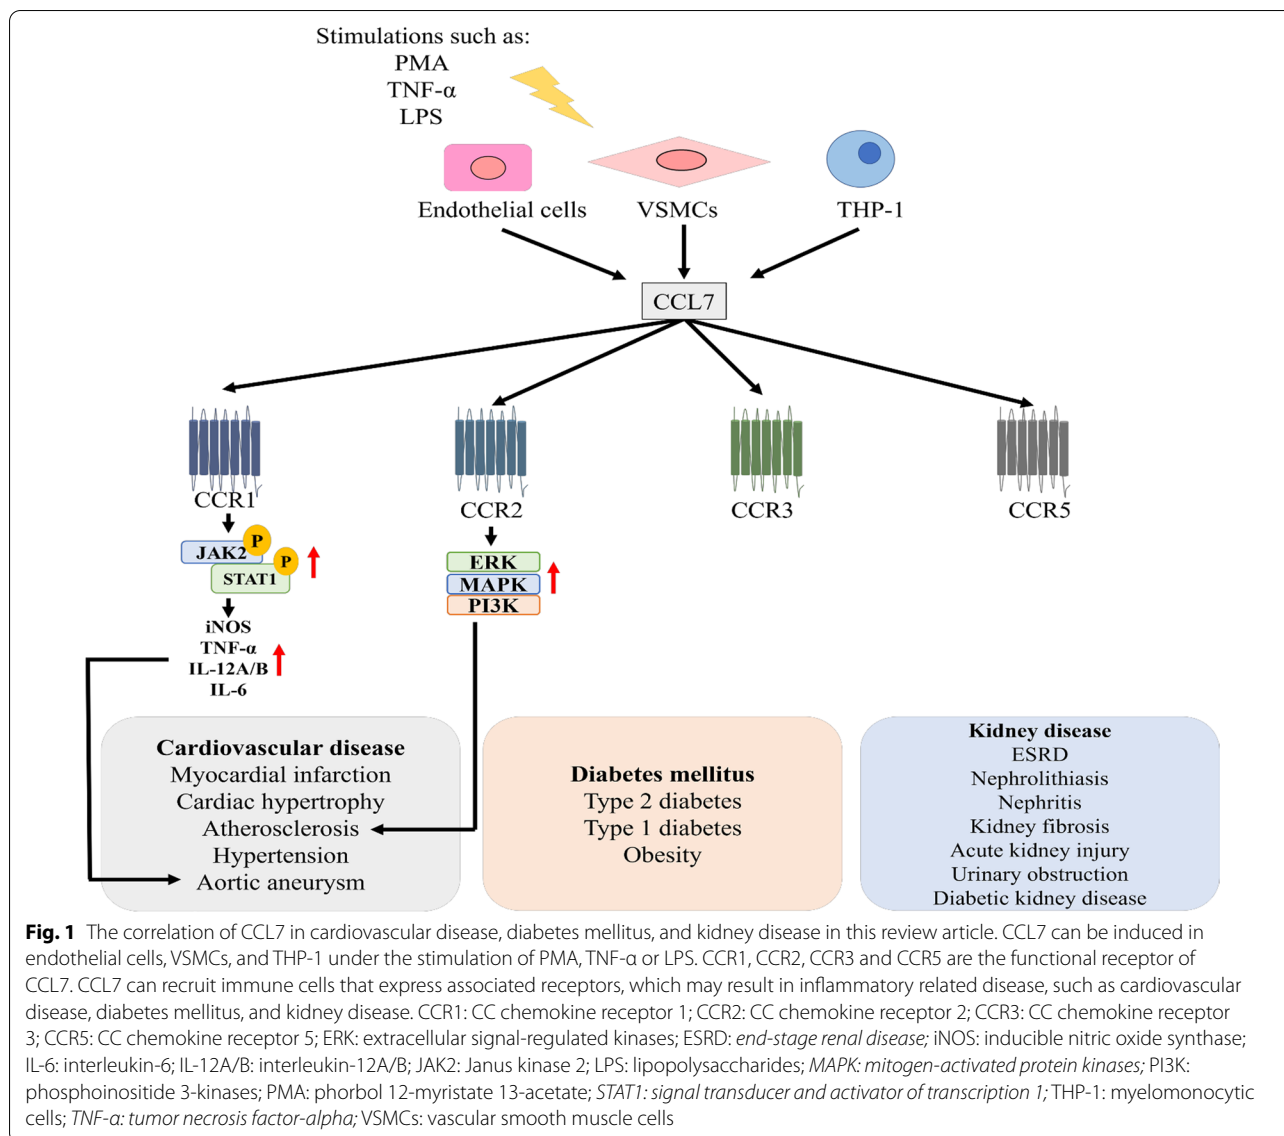 Stimulations such as:
PMA
TNF-α
LPS
Endothelial cells
VSMCs
THP-1
CCL7
CCR1
CCR2
CCR3
CCR5
JAK2
P
STAT1
P
ERK
MAPK
PI3K
iNOS
TNF-α
IL-12A/B
IL-6
Cardiovascular disease
Myocardial infarction
Cardiac hypertrophy
Atherosclerosis
Hypertension
Aortic aneurysm
Diabetes mellitus
Type 2 diabetes
Type 1 diabetes
Obesity
Kidney disease
ESRD
Nephrolithiasis
Nephritis
Kidney fibrosis
Acute kidney injury
Urinary obstruction
Diabetic kidney disease
Fig. 1 The correlation of CCL7 in cardiovascular disease, diabetes mellitus, and kidney disease in this review article. CCL7 can be induced in
endothelial cells, VSMCs, and THP-1 under the stimulation of PMA, TNF-α or LPS. CCR1, CCR2, CCR3 and CCR5 are the functional receptor of
CCL7. CCL7 can recruit immune cells that express associated receptors, which may result in inflammatory related disease, such as cardiovascular
disease, diabetes mellitus, and kidney disease. CCR1: CC chemokine receptor 1; CCR2: CC chemokine receptor 2; CCR3: CC chemokine receptor
3; CCR5: CC chemokine receptor 5; ERK: extracellular signal-regulated kinases; ESRD: end-stage renal disease; iNOS: inducible nitric oxide synthase;
IL-6: interleukin-6; IL-12A/B: interleukin-12A/B; JAK2: Janus kinase 2; LPS: lipopolysaccharides; MAPK: mitogen-activated protein kinases; PI3K:
phosphoinositide 3-kinases; PMA: phorbol 12-myristate 13-acetate; STAT1: signal transducer and activator of transcription 1; THP-1: myelomonocytic
cells; TNF-α: tumor necrosis factor-alpha; VSMCs: vascular smooth muscle cells